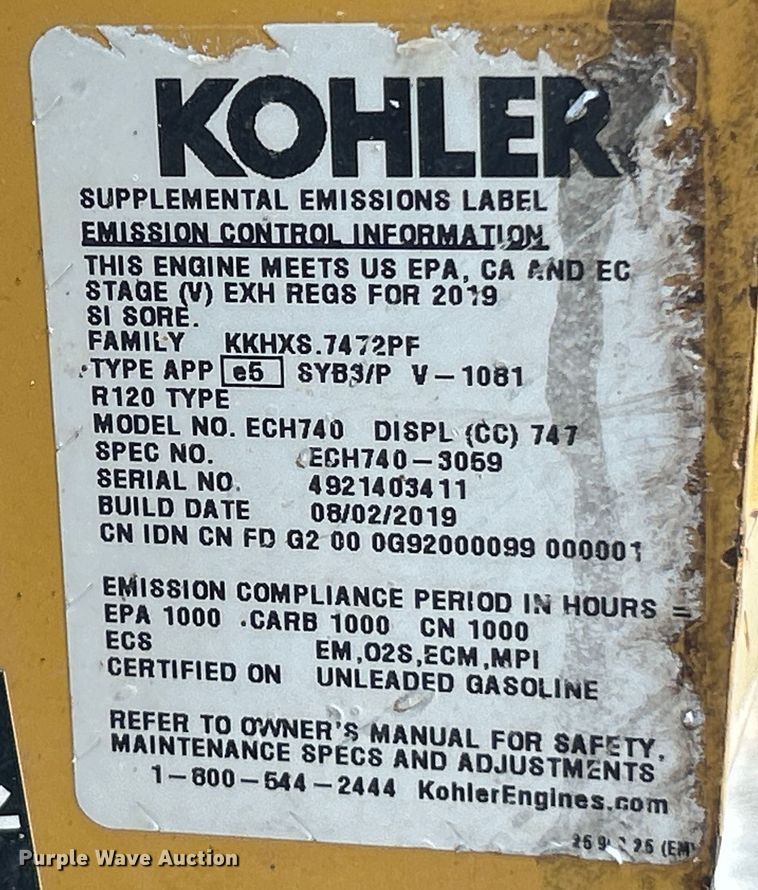 KOHLER
SUPPLEMENTAL EMISSIONS LABEL
EMISSION CONTROL INFORMATION
THIS ENGINE MEETS US EPA, CA AND EC
STAGE (V) EXH REGS FOR 2019
SI SORE.
FAMILY KKHXS.7472PF
TYPE APP e5 SYB3/P V-1081
R120 TYPE
MODEL NO. ECH740 DISPL (CC) 747
SPEC NO. ECH740-3059
SERIAL NO. 4921403411
BUILD DATE 08/02/2019
CN IDN CN FD G2 00 0G92000099 000001
EMISSION COMPLIANCE PERIOD IN HOURS =
EPA 1000 CARB 1000 CN 1000
ECS EM,O2S,ECM,MPI
CERTIFIED ON UNLEADED GASOLINE
REFER TO OWNER'S MANUAL FOR SAFETY,
MAINTENANCE SPECS AND ADJUSTMENTS
1-800-544-2444 KohlerEngines.com
25 (EM)
Purple Wave Auction